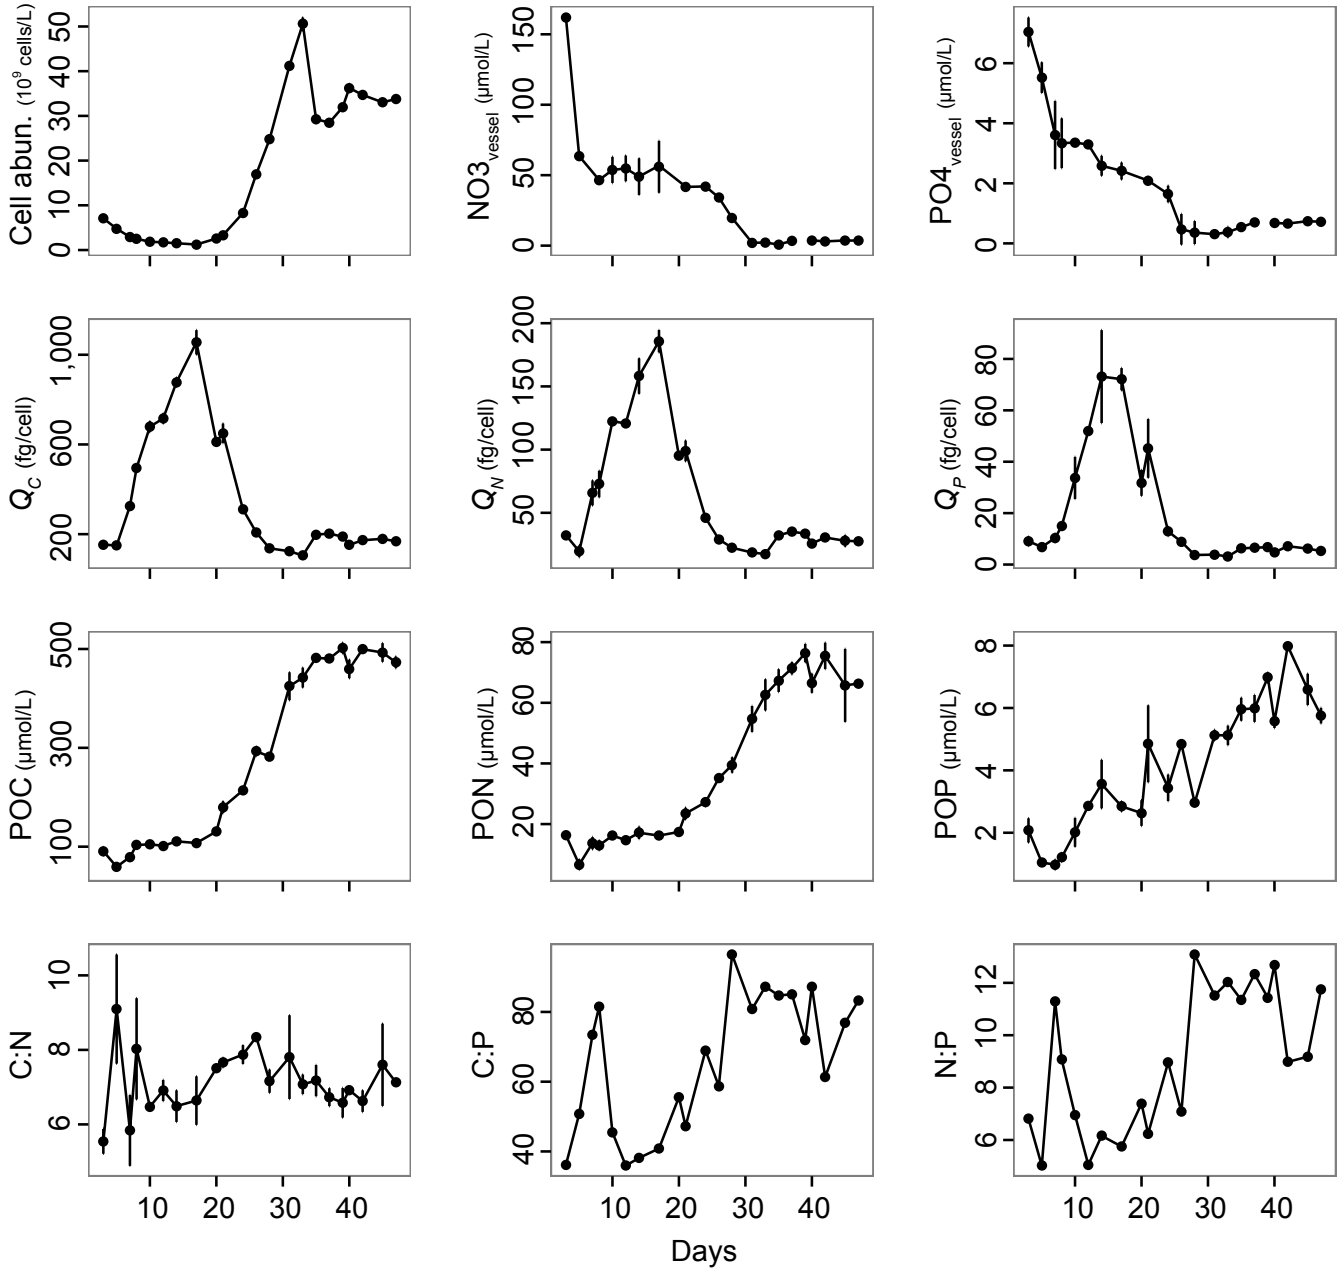 Cell abun. (10⁹ cells/L)
0 10 20 30 40 50
NO3vessel (µmol/L)
0 50 100 150
PO4vessel (µmol/L)
0 2 4 6
QC (fg/cell)
200 600 1,000
QN (fg/cell)
50 100 150 200
QP (fg/cell)
0 20 40 60 80
POC (µmol/L)
100 300 500
PON (µmol/L)
20 40 60 80
POP (µmol/L)
2 4 6 8
C:N
6 8 10
C:P
40 60 80
N:P
6 8 10 12
10 20 30 40
10 20 30 40
10 20 30 40
Days